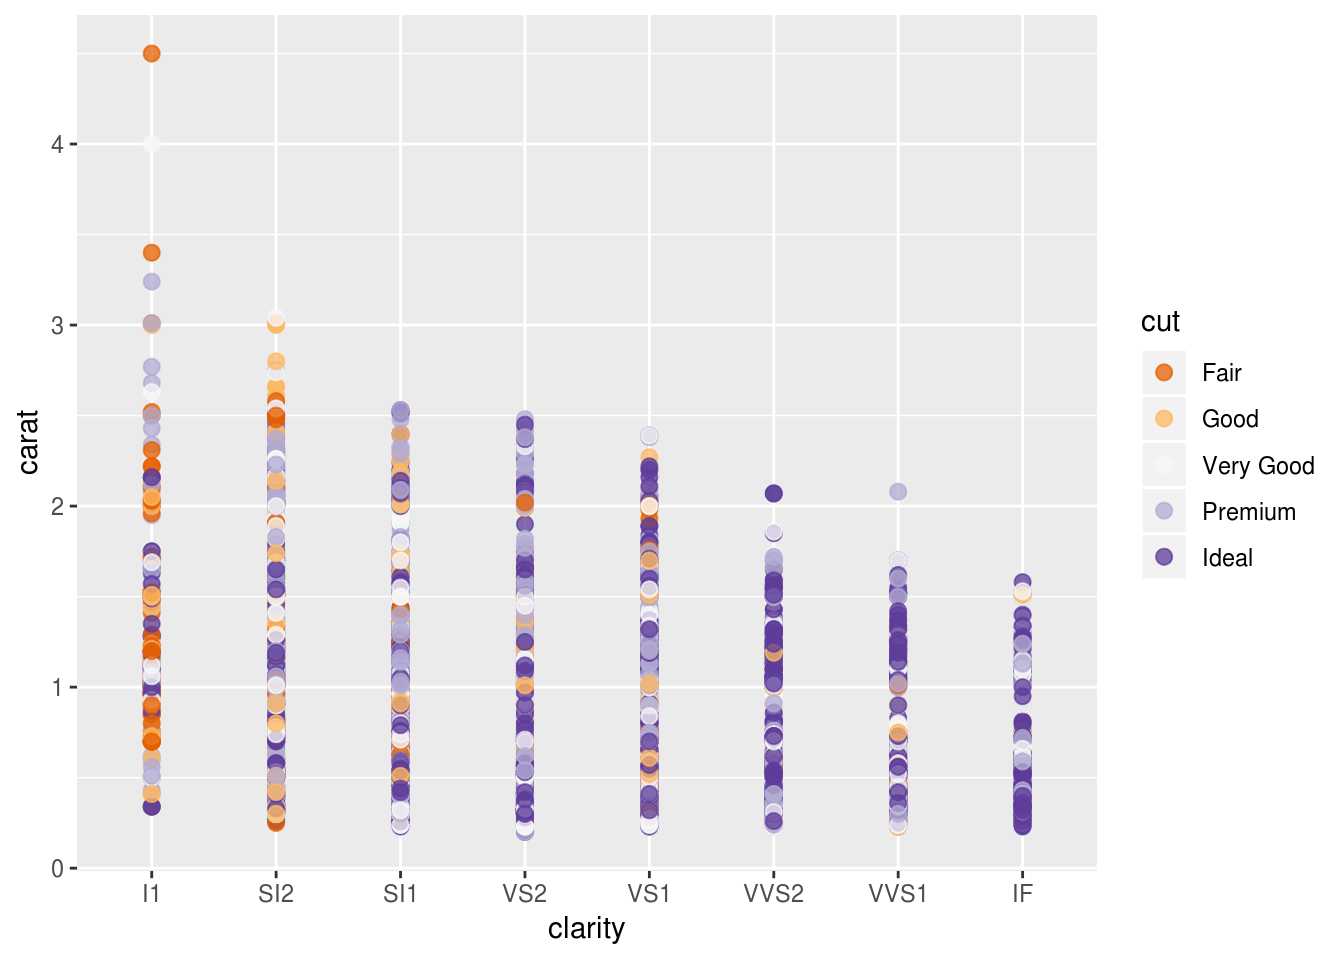 4
3
2
1
0
carat
I1 SI2 SI1 VS2 VS1 VVS2 VVS1 IF
clarity
cut
Fair
Good
Very Good
Premium
Ideal